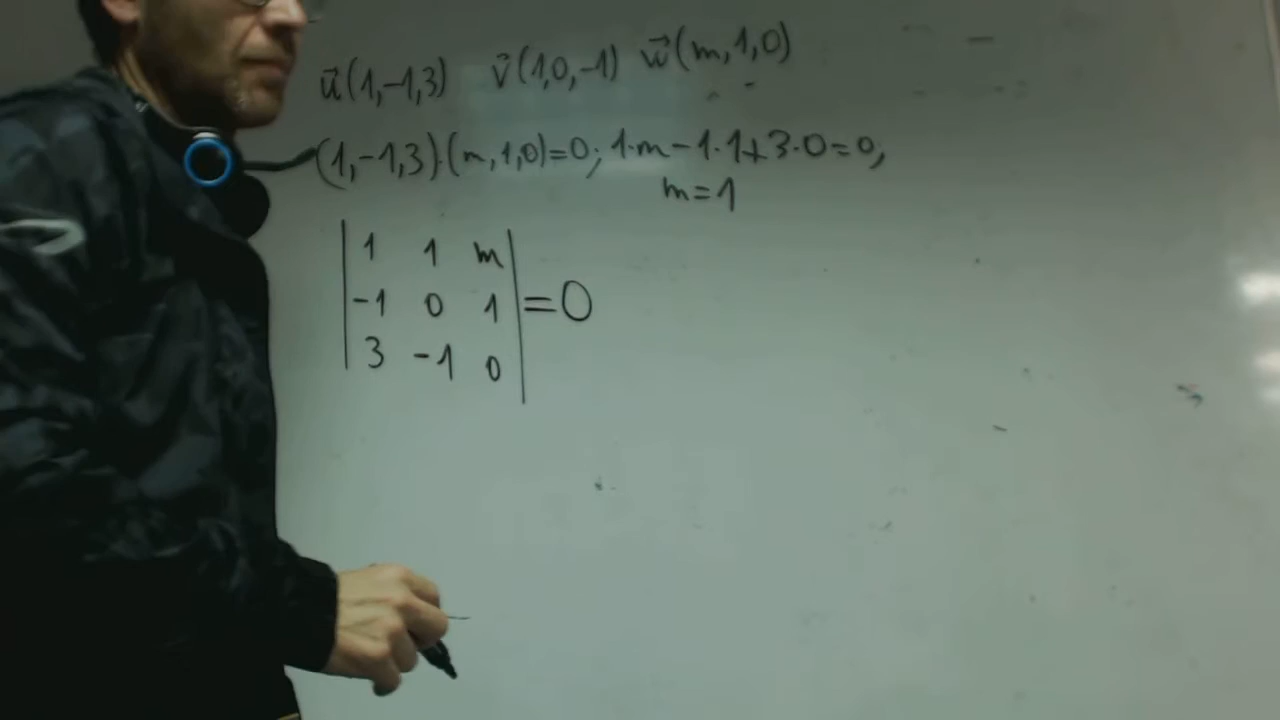 u⃗(1,-1,3) v⃗(1,0,-1) w⃗(m,1,0)
(1,-1,3)·(m,1,0)=0; 1·m-1·1+3·0=0,
m=1
| 1 1 m |
| -1 0 1 | =0
| 3 -1 0 |